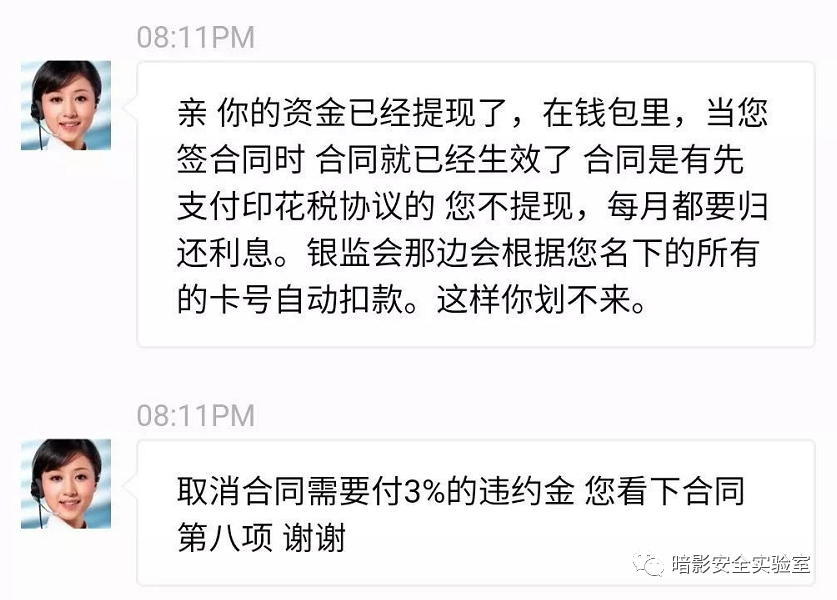 08:11PM
亲 你的资金已经提现了，在钱包里，当您
签合同时 合同就已经生效了 合同是有先
支付印花税协议的 您不提现，每月都要归
还利息。银监会那边会根据您名下的所有
的卡号自动扣款。这样你划不来。
08:11PM
取消合同需要付3%的违约金 您看下合同
第八项 谢谢
暗影安全实验室